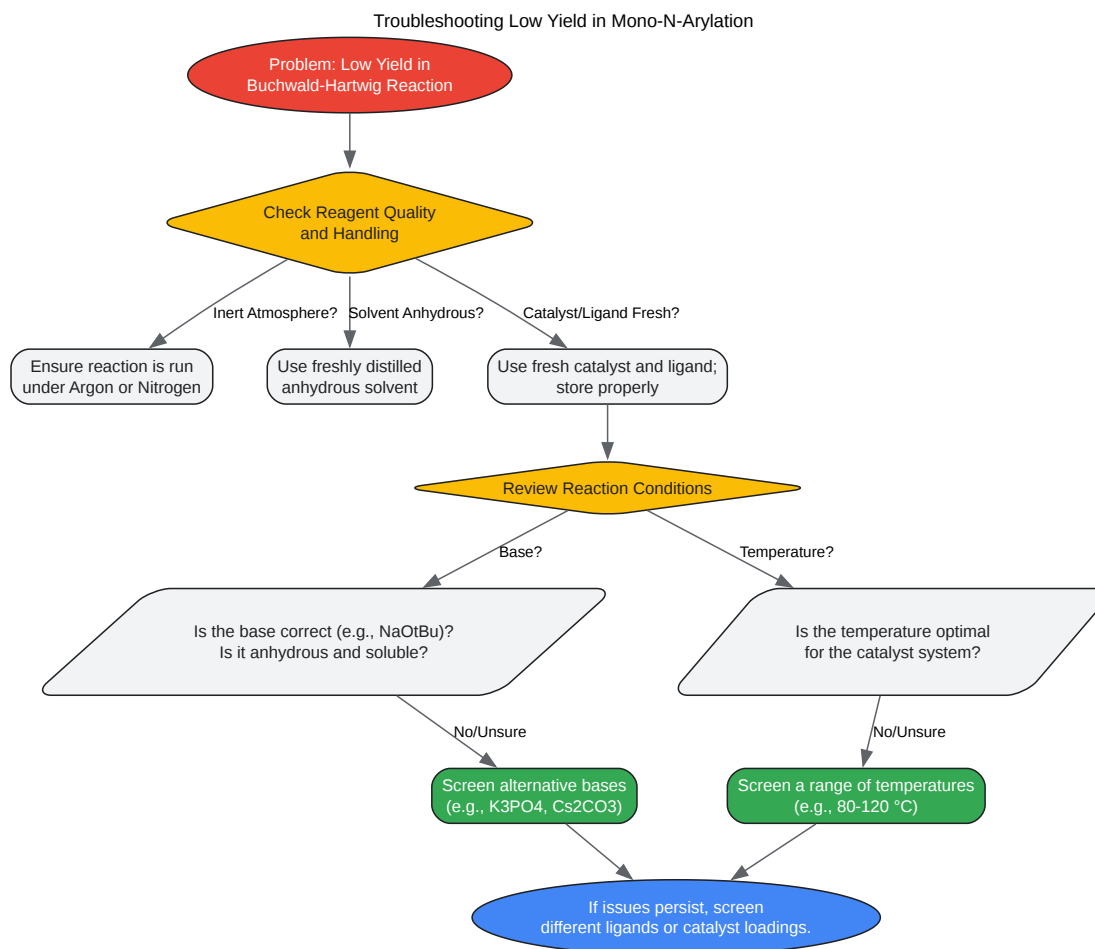 Troubleshooting Low Yield in Mono-N-Arylation
Problem: Low Yield in
Buchwald-Hartwig Reaction
Check Reagent Quality
and Handling
Inert Atmosphere?
Solvent Anhydrous?
Catalyst/Ligand Fresh?
Ensure reaction is run
under Argon or Nitrogen
Use freshly distilled
anhydrous solvent
Use fresh catalyst and ligand;
store properly
Review Reaction Conditions
Base?
Temperature?
Is the base correct (e.g., NaOtBu)?
Is it anhydrous and soluble?
Is the temperature optimal
for the catalyst system?
No/Unsure
No/Unsure
Screen alternative bases
(e.g., K3PO4, Cs2CO3)
Screen a range of temperatures
(e.g., 80-120 °C)
If issues persist, screen
different ligands or catalyst loadings.